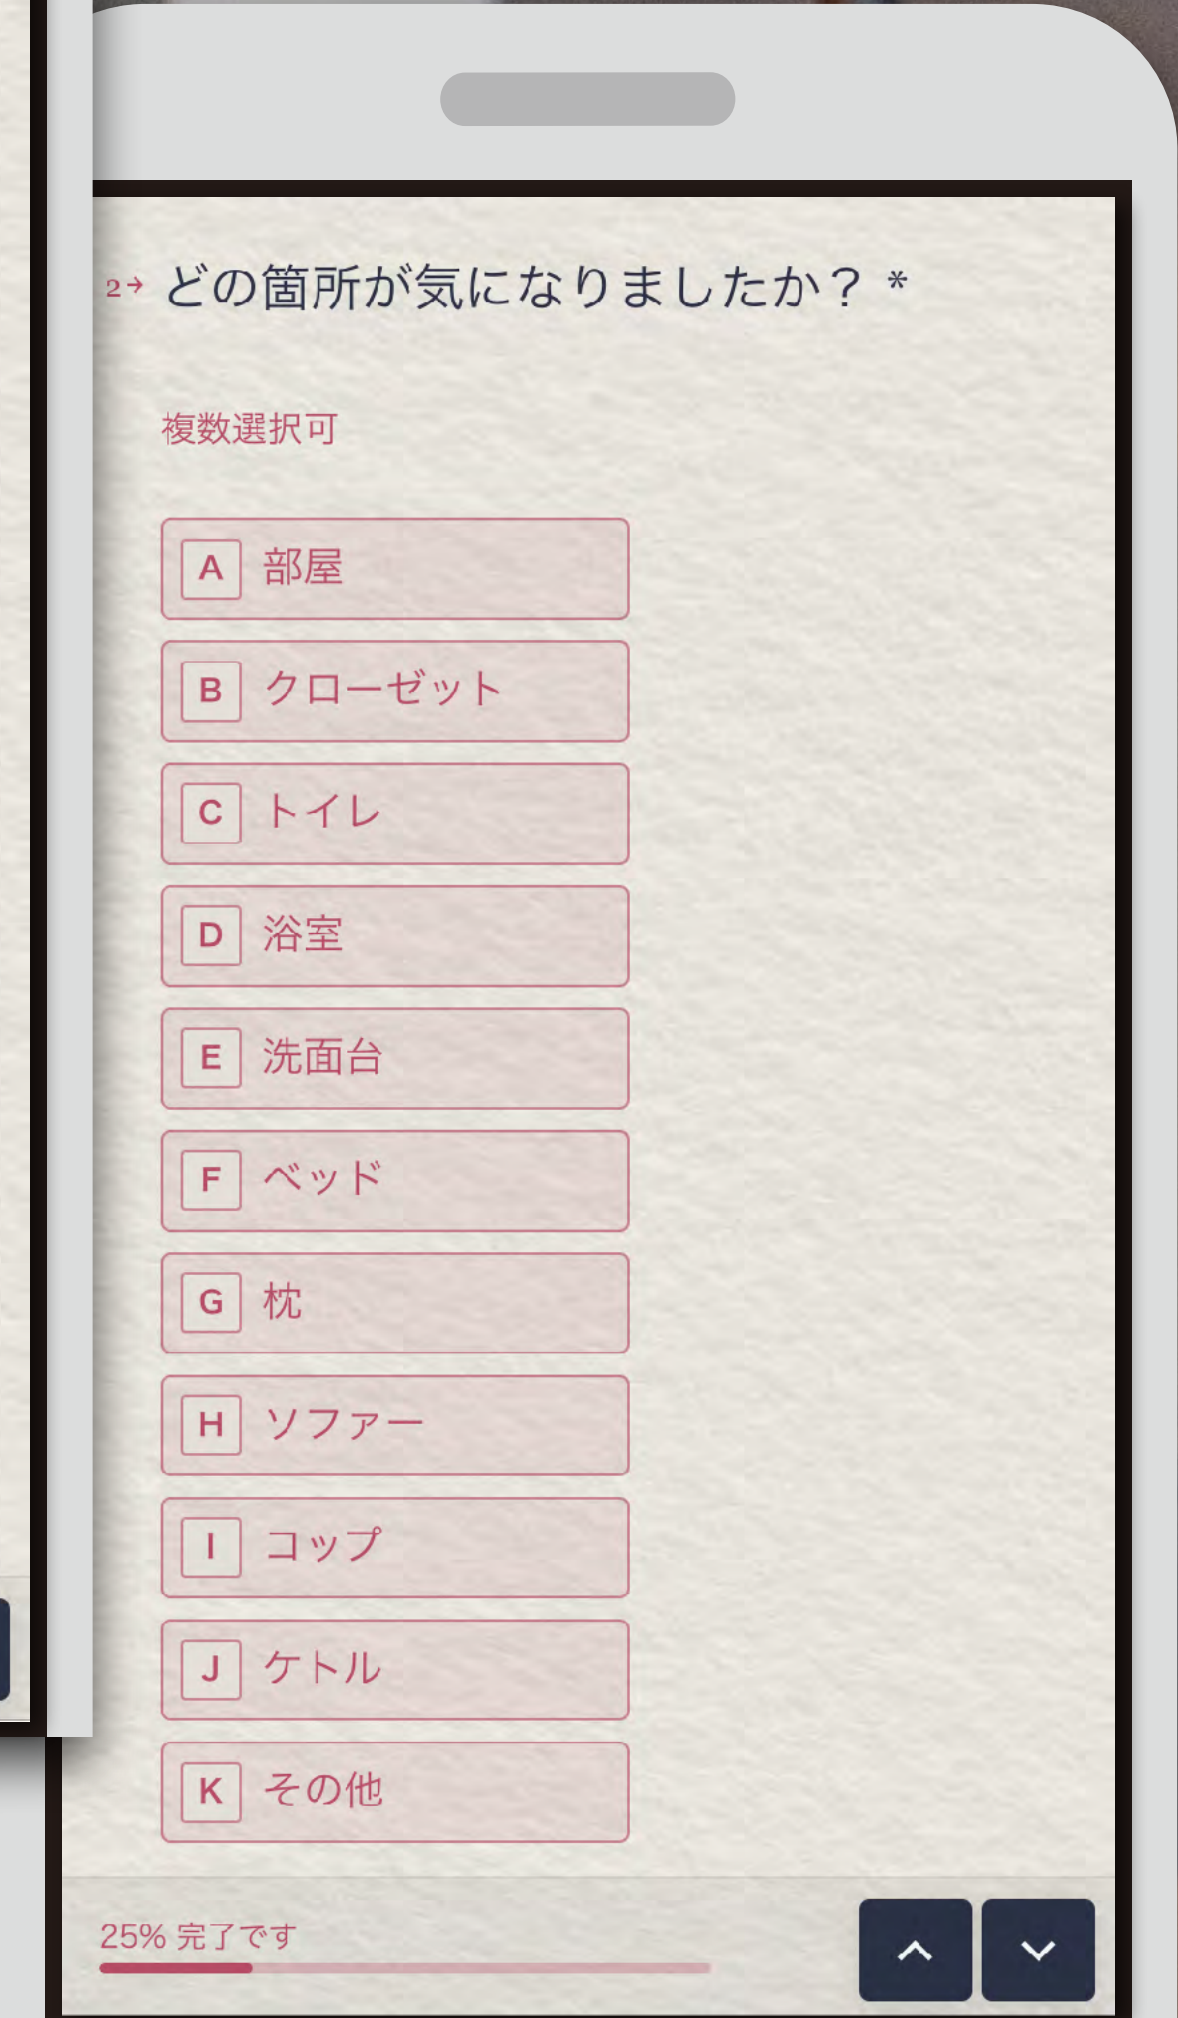 2→ どの箇所が気になりましたか？ *
複数選択可
A 部屋
B クローゼット
C トイレ
D 浴室
E 洗面台
F ベッド
G 枕
H ソファー
I コップ
J ケトル
K その他
25% 完了です